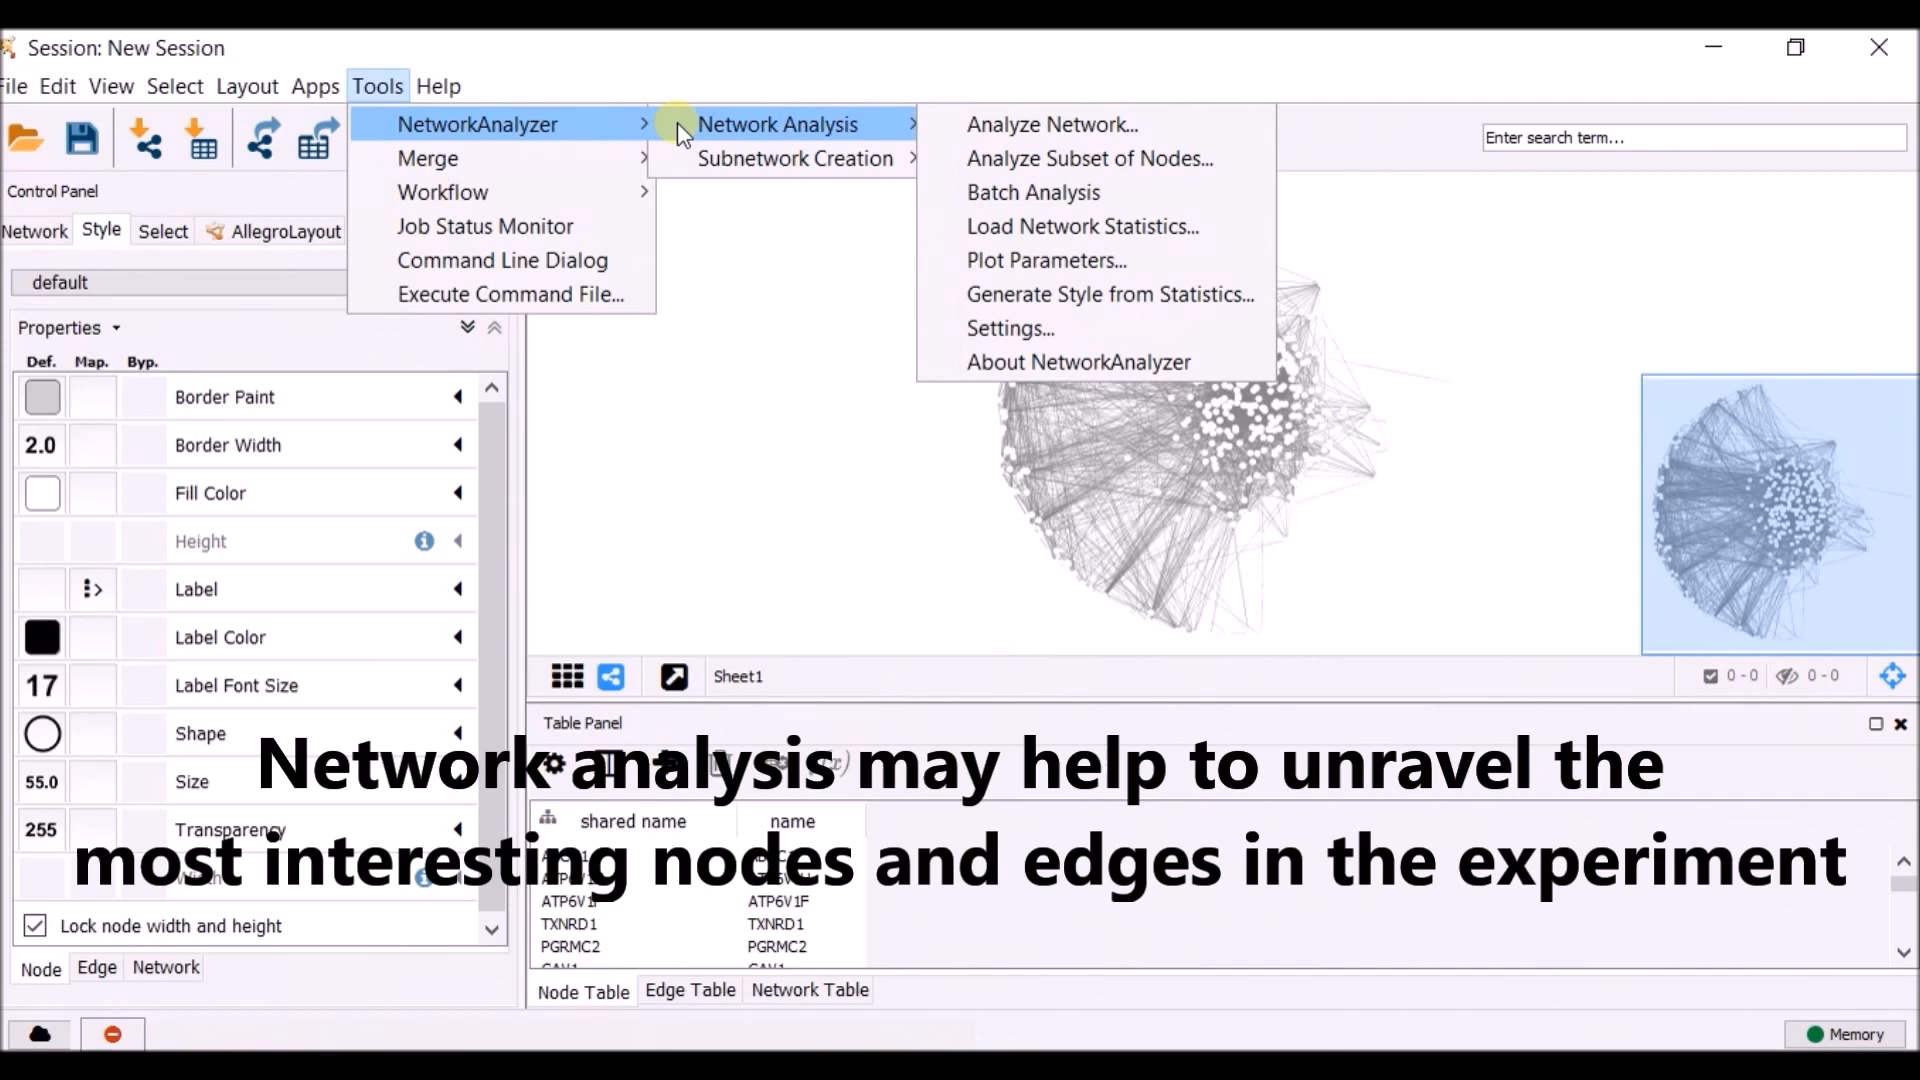 Session: New Session
File Edit View Select Layout Apps Tools Help
NetworkAnalyzer
Merge
Workflow
Job Status Monitor
Command Line Dialog
Execute Command File...
Network Analysis
Subnetwork Creation
Analyze Network...
Analyze Subset of Nodes...
Batch Analysis
Load Network Statistics...
Plot Parameters...
Generate Style from Statistics...
Settings...
About NetworkAnalyzer
Enter search term...
Control Panel
Network Style Select AllegroLayout
default
Properties
Def. Map. Byp.
Border Paint
2.0 Border Width
Fill Color
Height
Label
Label Color
17 Label Font Size
Shape
55.0 Size
255 Transparency
Width
Lock node width and height
Node Edge Network
Sheet1
0 - 0 0 - 0
Table Panel
Network analysis may help to unravel the
most interesting nodes and edges in the experiment
shared name name
ATP6V1F ATP6V1F
TXNRD1 TXNRD1
PGRMC2 PGRMC2
Node Table Edge Table Network Table
Memory